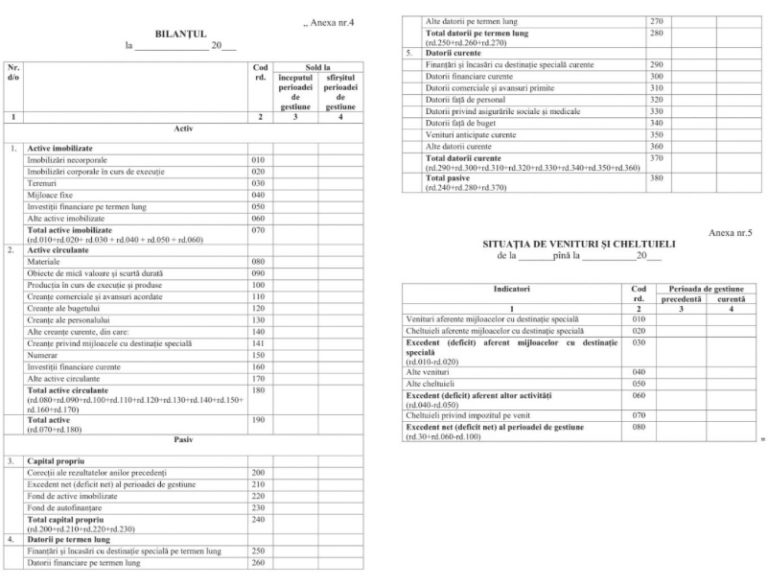 „ Anexa nr.4
BILANȚUL
la ________________ 20___
Nr. d/o Cod rd. Sold la
începutul perioadei de gestiune sfîrșitul perioadei de gestiune
1 2 3 4
Activ
1. Active imobilizate
Imobilizări necorporale 010
Imobilizări corporale în curs de execuție 020
Terenuri 030
Mijloace fixe 040
Investiții financiare pe termen lung 050
Alte active imobilizate 060
Total active imobilizate 070
(rd.010+rd.020+ rd.030 + rd.040 + rd.050 + rd.060)
2. Active circulante
Materiale 080
Obiecte de mică valoare și scurtă durată 090
Producția în curs de execuție și produse 100
Creanțe comerciale și avansuri acordate 110
Creanțe ale bugetului 120
Creanțe ale personalului 130
Alte creanțe curente, din care: 140
Creanțe privind mijloacele cu destinație specială 141
Numerar 150
Investiții financiare curente 160
Alte active circulante 170
Total active circulante 180
(rd.080+rd.090+rd.100+rd.110+rd.120+rd.130+rd.140+rd.150+
rd.160+rd.170)
Total active 190
(rd.070+rd.180)
Pasiv
3. Capital propriu
Corecții ale rezultatelor anilor precedenți 200
Excedent net (deficit net) al perioadei de gestiune 210
Fond de active imobilizate 220
Fond de autofinanțare 230
Total capital propriu 240
(rd.200+rd.210+rd.220+rd.230)
4. Datorii pe termen lung
Finanțări și încasări cu destinație specială pe termen lung 250
Datorii financiare pe termen lung 260
Alte datorii pe termen lung 270
Total datorii pe termen lung 280
(rd.250+rd.260+rd.270)
5. Datorii curente
Finanțări și încasări cu destinație specială curente 290
Datorii financiare curente 300
Datorii comerciale și avansuri primite 310
Datorii față de personal 320
Datorii privind asigurările sociale și medicale 330
Datorii față de buget 340
Venituri anticipate curente 350
Alte datorii curente 360
Total datorii curente 370
(rd.290+rd.300+rd.310+rd.320+rd.330+rd.340+rd.350+rd.360)
Total pasive 380
(rd.240+rd.280+rd.370)
Anexa nr.5
SITUAȚIA DE VENITURI ȘI CHELTUIELI
de la ________pînă la ____________20___
Indicatori Cod rd. Perioada de gestiune
precedentă curentă
1 2 3 4
Venituri aferente mijloacelor cu destinație specială 010
Cheltuieli aferente mijloacelor cu destinație specială 020
Excedent (deficit) aferent mijloacelor cu destinație 030
specială
(rd.010-rd.020)
Alte venituri 040
Alte cheltuieli 050
Excedent (deficit) aferent altor activități 060
(rd.040-rd.050)
Cheltuieli privind impozitul pe venit 070
Excedent net (deficit net) al perioadei de gestiune 080
(rd.30+rd.060-rd.100) "